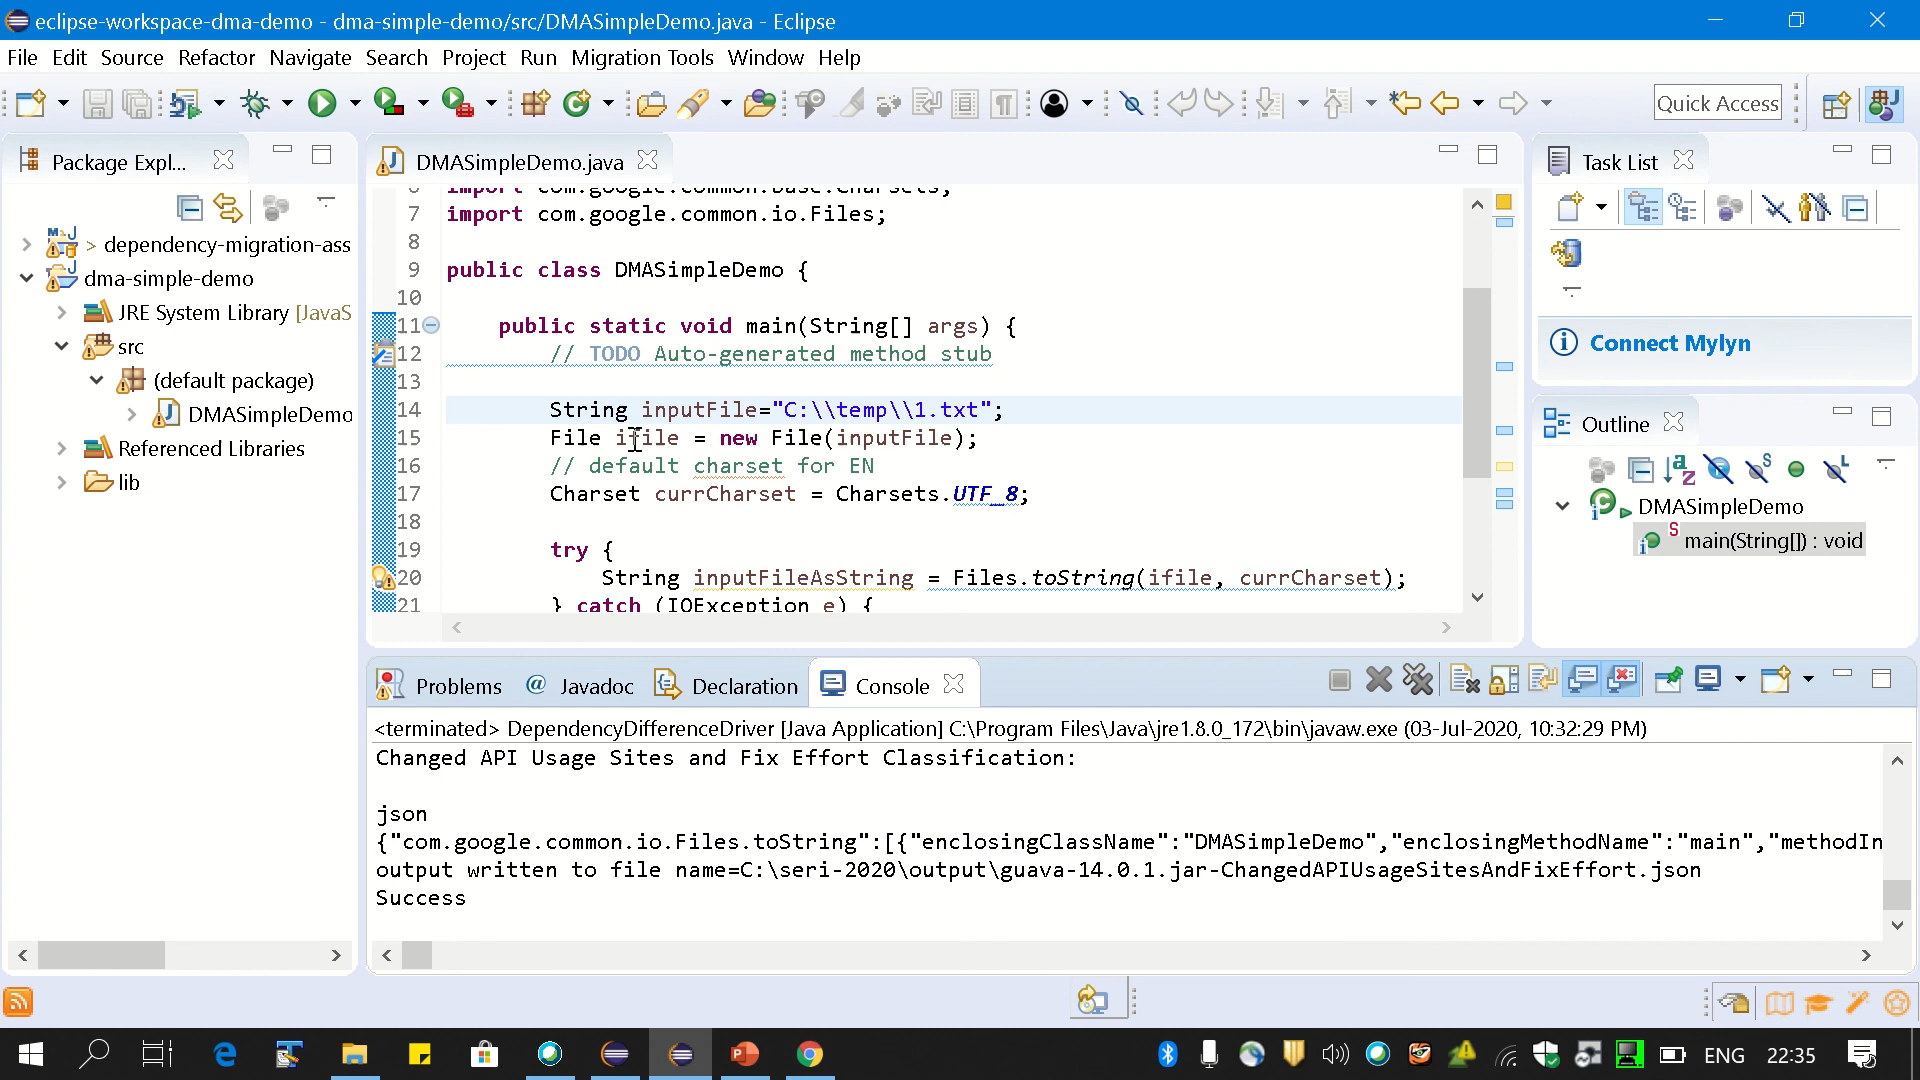 eclipse-workspace-dma-demo - dma-simple-demo/src/DMASimpleDemo.java - Eclipse
File Edit Source Refactor Navigate Search Project Run Migration Tools Window Help
Quick Access
Package Expl...
> dependency-migration-ass
dma-simple-demo
JRE System Library [JavaS
src
(default package)
DMASimpleDemo
Referenced Libraries
lib
DMASimpleDemo.java
6 import com.google.common.base.Charsets;
7 import com.google.common.io.Files;
8
9 public class DMASimpleDemo {
10
11 public static void main(String[] args) {
12 // TODO Auto-generated method stub
13
14 String inputFile="C:\\temp\\1.txt";
15 File ifile = new File(inputFile);
16 // default charset for EN
17 Charset currCharset = Charsets.UTF_8;
18
19 try {
20 String inputFileAsString = Files.toString(ifile, currCharset);
21 } catch (IOException e) {
Task List
Connect Mylyn
Outline
DMASimpleDemo
main(String[]) : void
Problems @ Javadoc Declaration Console
<terminated> DependencyDifferenceDriver [Java Application] C:\Program Files\Java\jre1.8.0_172\bin\javaw.exe (03-Jul-2020, 10:32:29 PM)
Changed API Usage Sites and Fix Effort Classification:
json
{"com.google.common.io.Files.toString":[{"enclosingClassName":"DMASimpleDemo","enclosingMethodName":"main","methodIn
output written to file name=C:\seri-2020\output\guava-14.0.1.jar-ChangedAPIUsageSitesAndFixEffort.json
Success
ENG 22:35